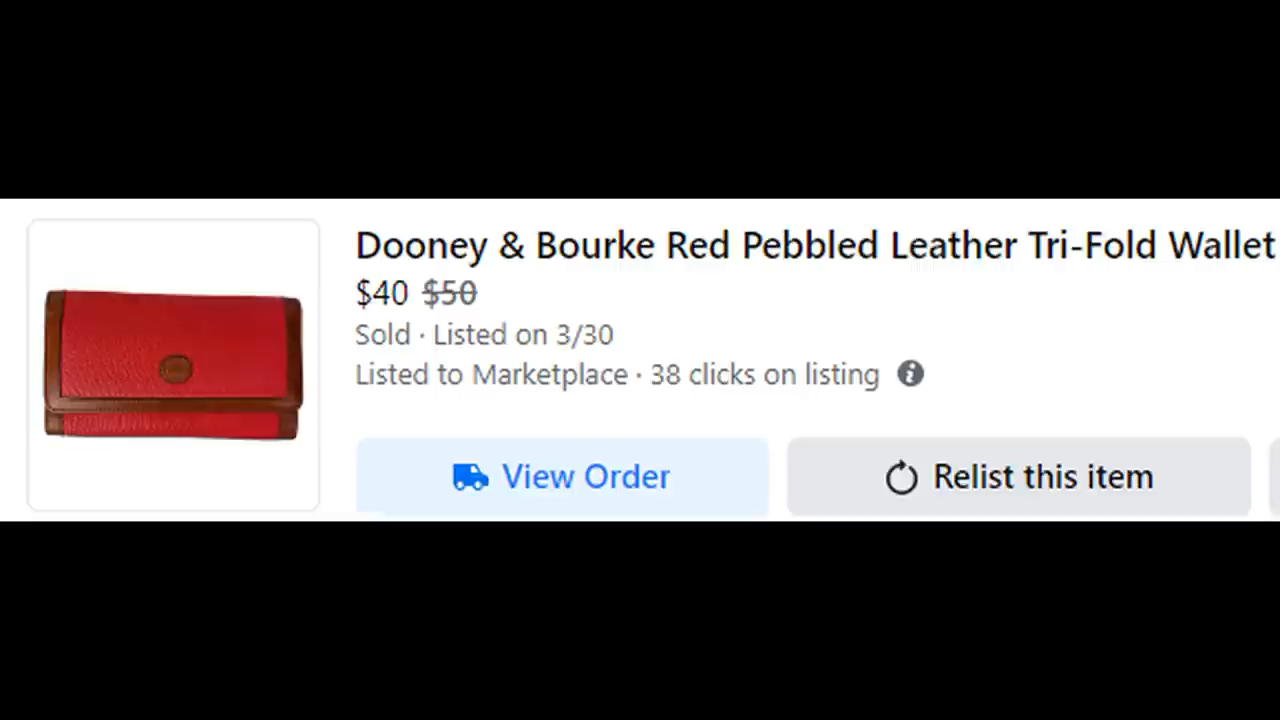 Dooney & Bourke Red Pebbled Leather Tri-Fold Wallet
$40 $50
Sold · Listed on 3/30
Listed to Marketplace · 38 clicks on listing
View Order
Relist this item